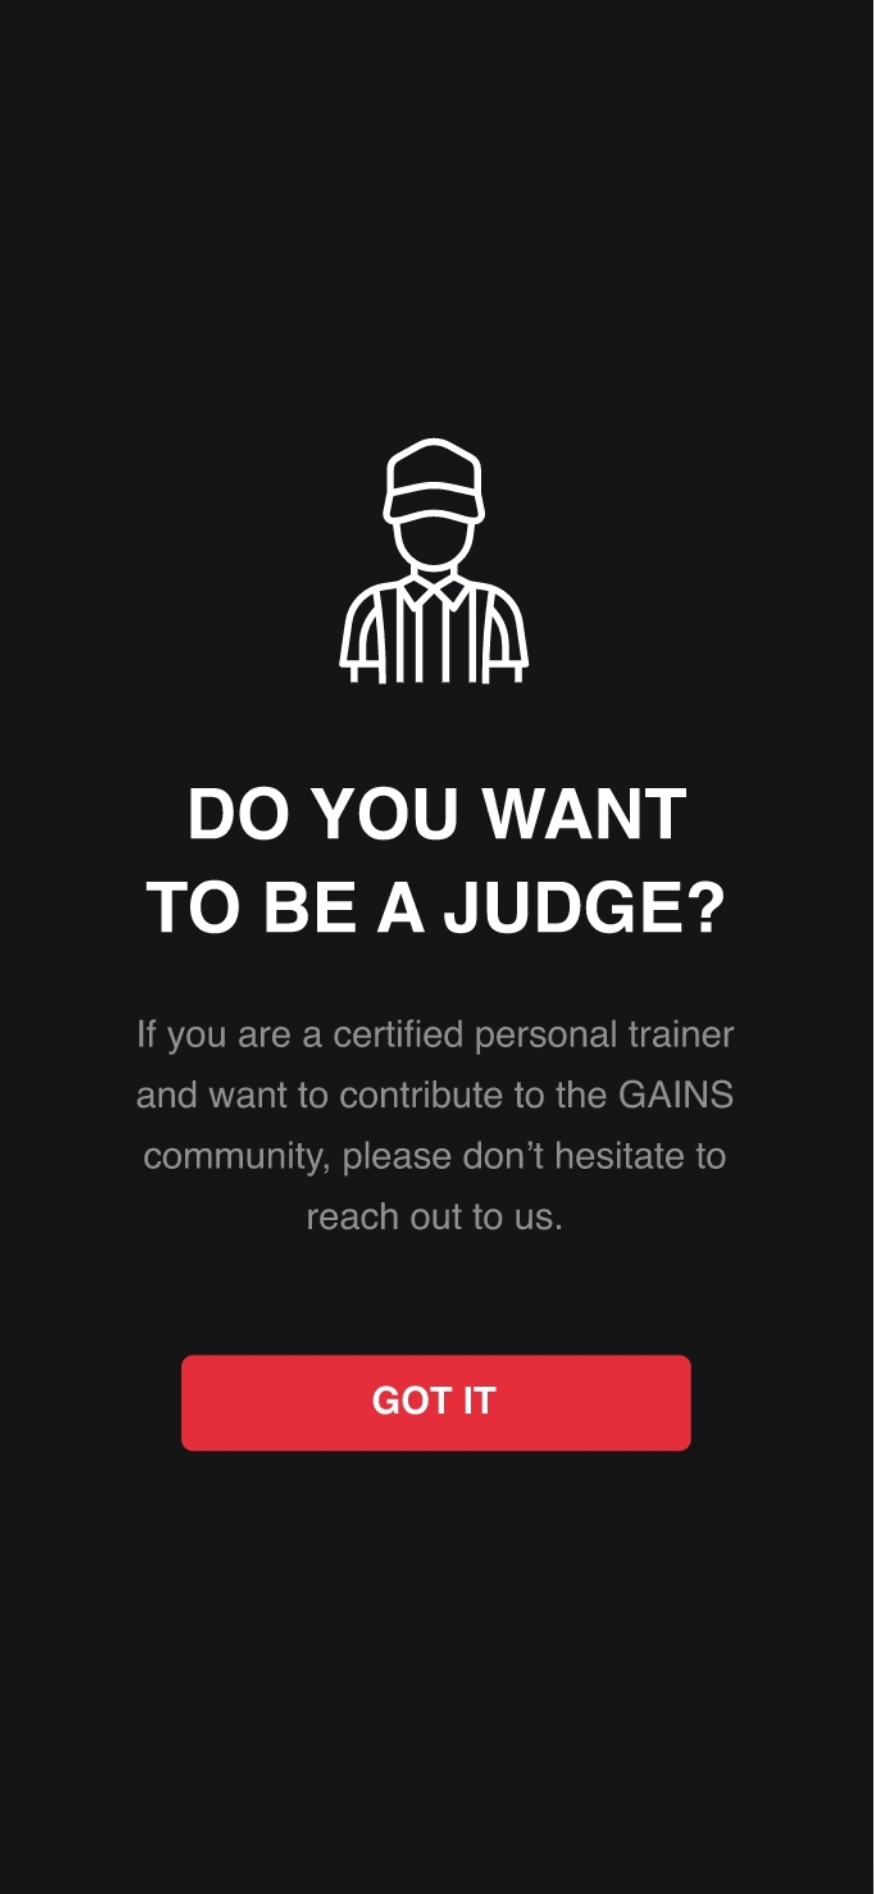 DO YOU WANT
TO BE A JUDGE?
If you are a certified personal trainer
and want to contribute to the GAINS
community, please don’t hesitate to
reach out to us.
GOT IT